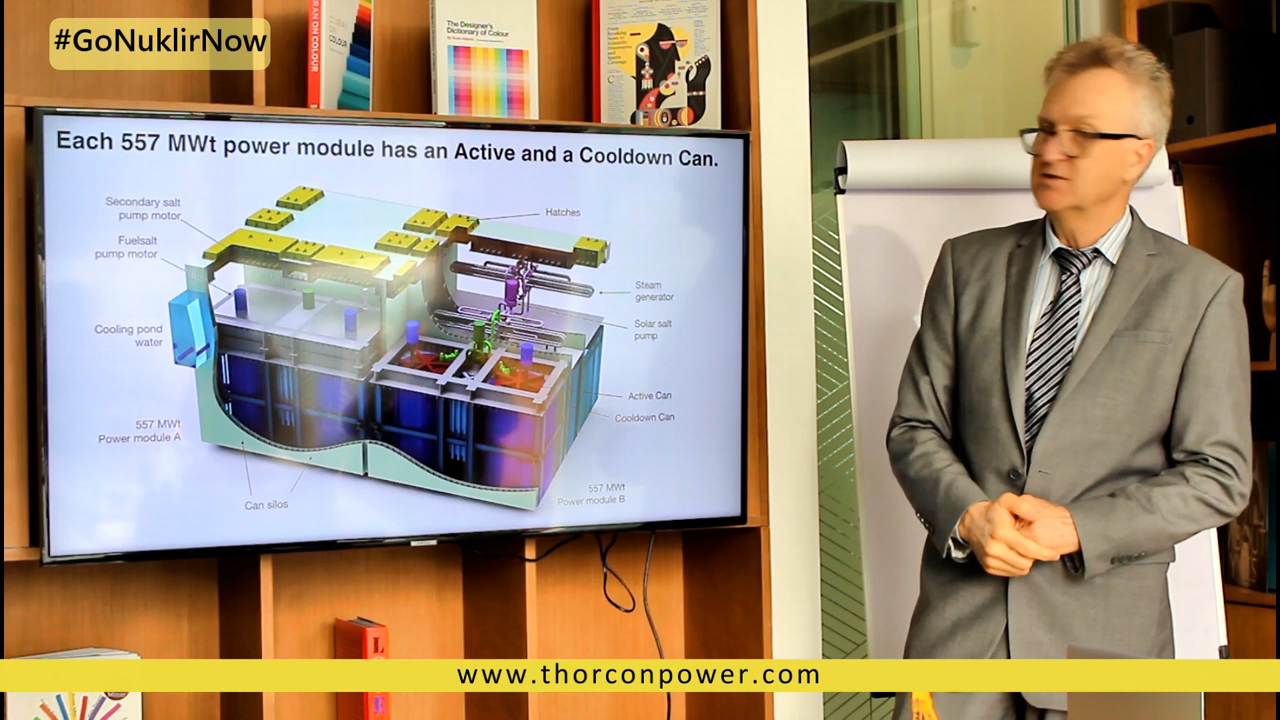 #GoNuklirNow
The Designer's
Dictionary of Colour
Each 557 MWt power module has an Active and a Cooldown Can.
Secondary salt
pump motor
Hatches
Fuelsalt
pump motor
Steam
generator
Cooling pond
water
Solar salt
pump
Active Can
557 MWt
Power module A
Cooldown Can
557 MWt
Power module B
Can silos
www.thorconpower.com